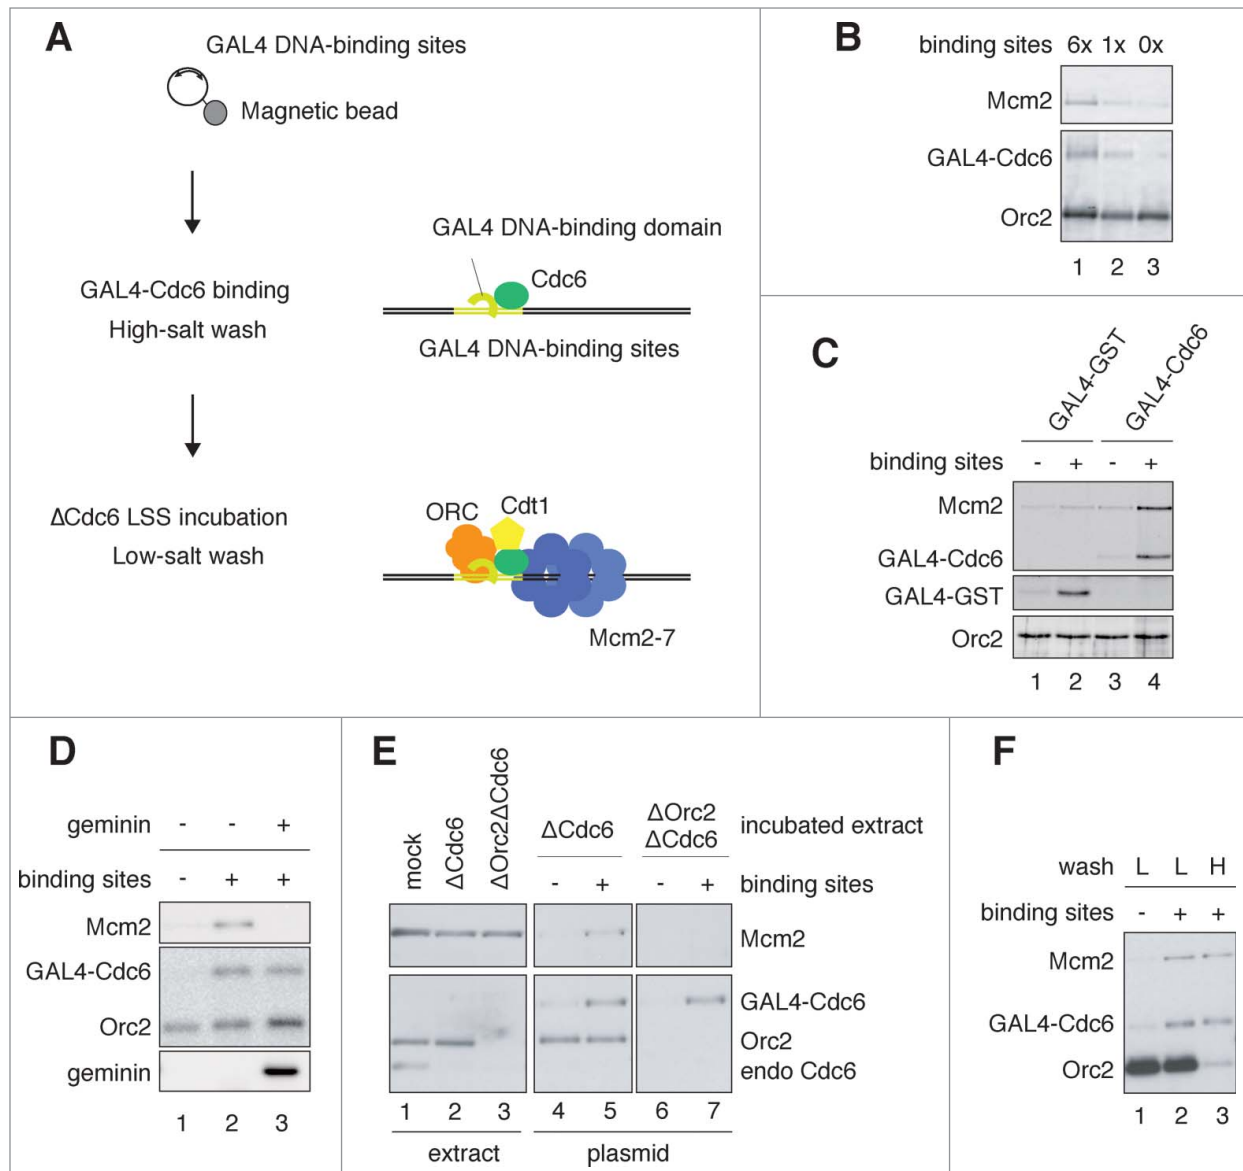 A
GAL4 DNA-binding sites
Magnetic bead
GAL4-Cdc6 binding
High-salt wash
GAL4 DNA-binding domain
Cdc6
GAL4 DNA-binding sites
ΔCdc6 LSS incubation
Low-salt wash
ORC
Cdt1
Mcm2-7
B
binding sites 6x 1x 0x
Mcm2
GAL4-Cdc6
Orc2
1 2 3
C
GAL4-GST
GAL4-Cdc6
binding sites - + - +
Mcm2
GAL4-Cdc6
GAL4-GST
Orc2
1 2 3 4
D
geminin - - +
binding sites - + +
Mcm2
GAL4-Cdc6
Orc2
geminin
1 2 3
E
mock
ΔCdc6
ΔOrc2ΔCdc6
ΔCdc6
ΔOrc2
ΔCdc6
incubated extract
- + - + binding sites
Mcm2
GAL4-Cdc6
Orc2
endo Cdc6
1 2 3 4 5 6 7
extract plasmid
F
wash L L H
binding sites - + +
Mcm2
GAL4-Cdc6
Orc2
1 2 3